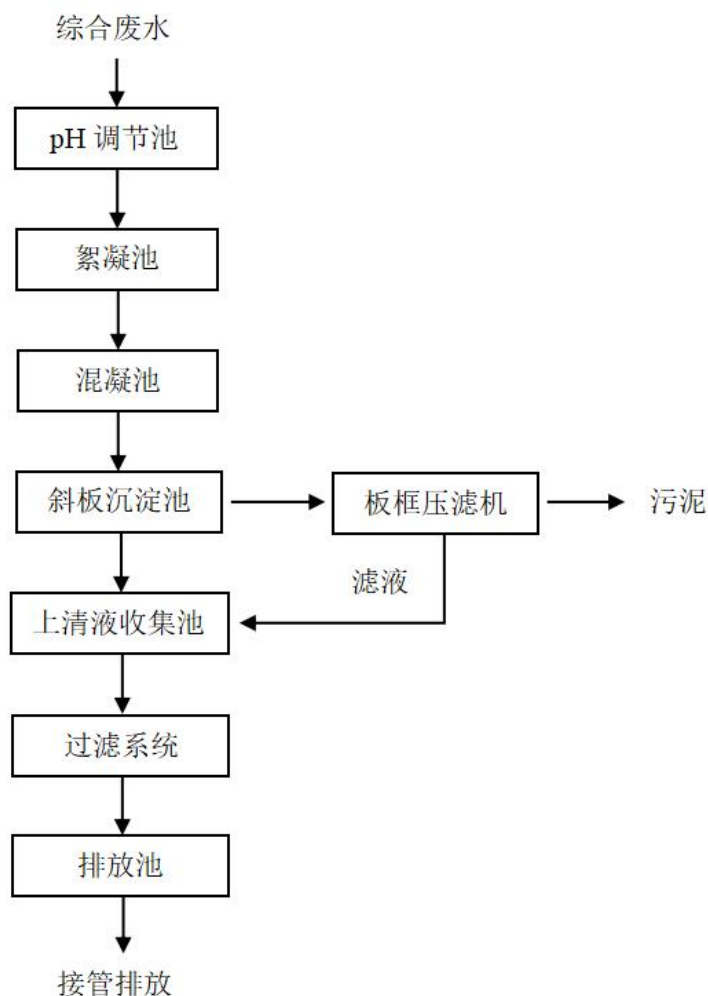 综合废水
pH 调节池
絮凝池
混凝池
斜板沉淀池
板框压滤机
污泥
滤液
上清液收集池
过滤系统
排放池
接管排放